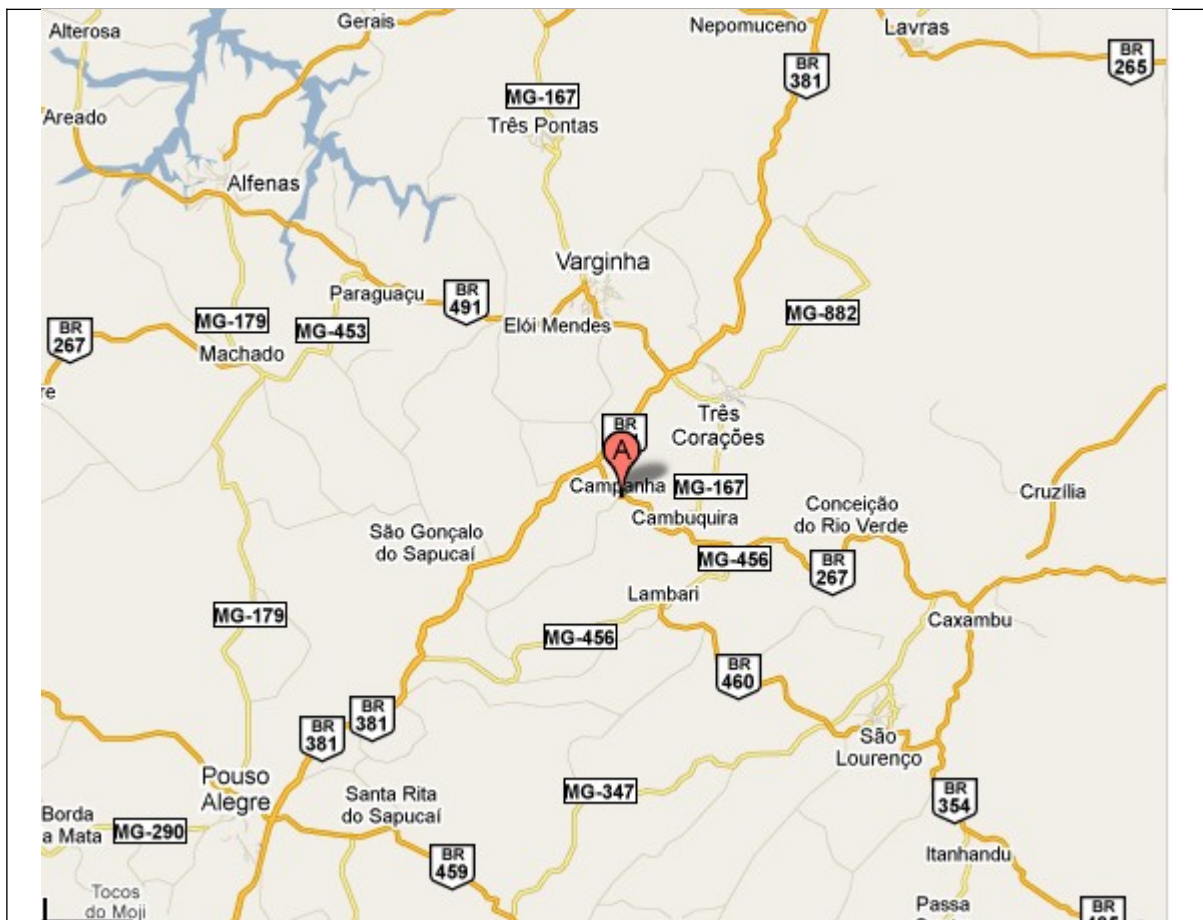 Alterosa
Gerais
Nepomuceno
Lavras
BR
381
BR
265
MG-167
Areado
Três Pontas
Alfenas
Varginha
Paraguaçu
BR
491
Elói Mendes
MG-882
BR
267
MG-179
MG-453
Machado
re
Três
Corações
BR
A
Campanha
MG-167
Cruzília
Cambuquira
Conceição
do Rio Verde
São Gonçalo
do Sapucaí
MG-456
BR
267
Lambari
MG-179
MG-456
Caxambu
BR
460
BR
381
BR
381
São
Lourenço
Pouso
Alegre
Santa Rita
do Sapucaí
MG-347
BR
354
Borda
a Mata
MG-290
Itanhandu
BR
459
Tocos
do Moji
Passa
BR